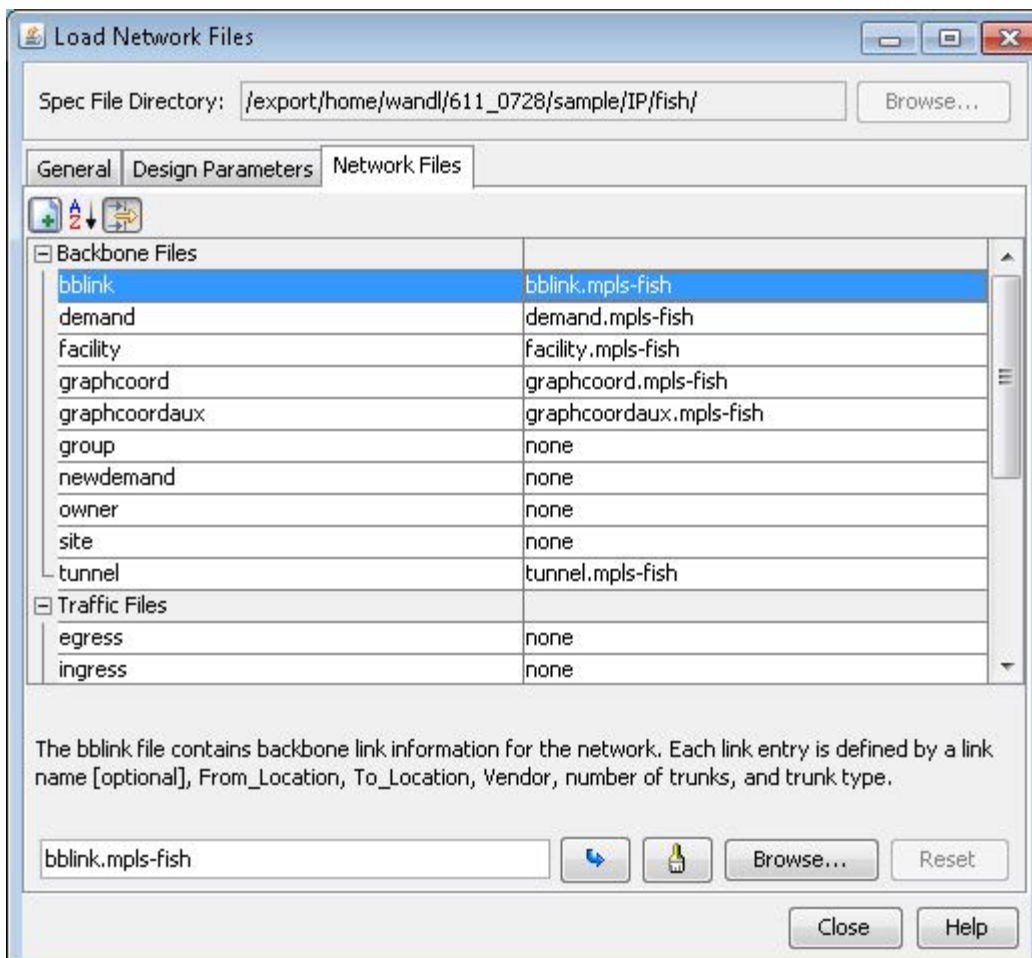 Load Network Files
Spec File Directory: /export/home/wandl/611_0728/sample/IP/fish/ Browse...
General Design Parameters Network Files
A
Z
Backbone Files
bblink bblink.mpls-fish
demand demand.mpls-fish
facility facility.mpls-fish
graphcoord graphcoord.mpls-fish
graphcoordaux graphcoordaux.mpls-fish
group none
newdemand none
owner none
site none
tunnel tunnel.mpls-fish
Traffic Files
egress none
ingress none
The bblink file contains backbone link information for the network. Each link entry is defined by a link
name [optional], From_Location, To_Location, Vendor, number of trunks, and trunk type.
bblink.mpls-fish Browse... Reset
Close Help